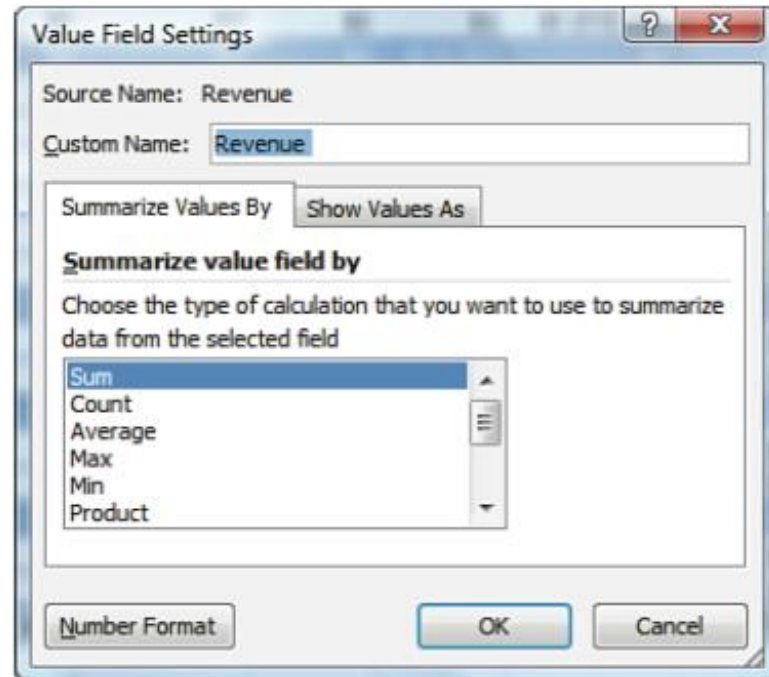 Value Field Settings
Source Name: Revenue
Custom Name: Revenue
Summarize Values By Show Values As
Summarize value field by
Choose the type of calculation that you want to use to summarize
data from the selected field
Sum
Count
Average
Max
Min
Product
Number Format OK Cancel